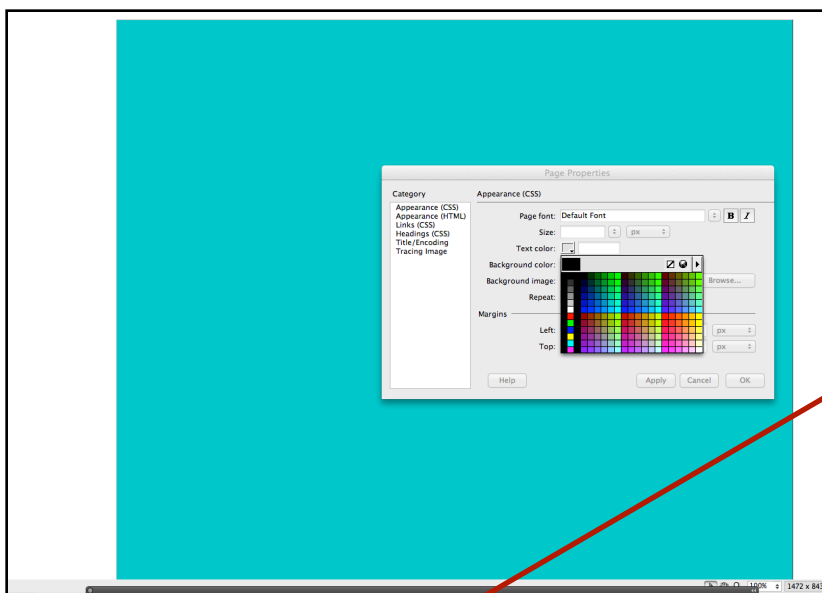 Page Properties
Category
Appearance (CSS)
Appearance (CSS)
Appearance (HTML)
Links (CSS)
Headings (CSS)
Title/Encoding
Tracing Image
Page font: Default Font B I
Size: px
Text color:
Background color:
Background image: Browse...
Repeat:
Margins
Left: px
Top: px
Help Apply Cancel OK
100% 1472 x 843